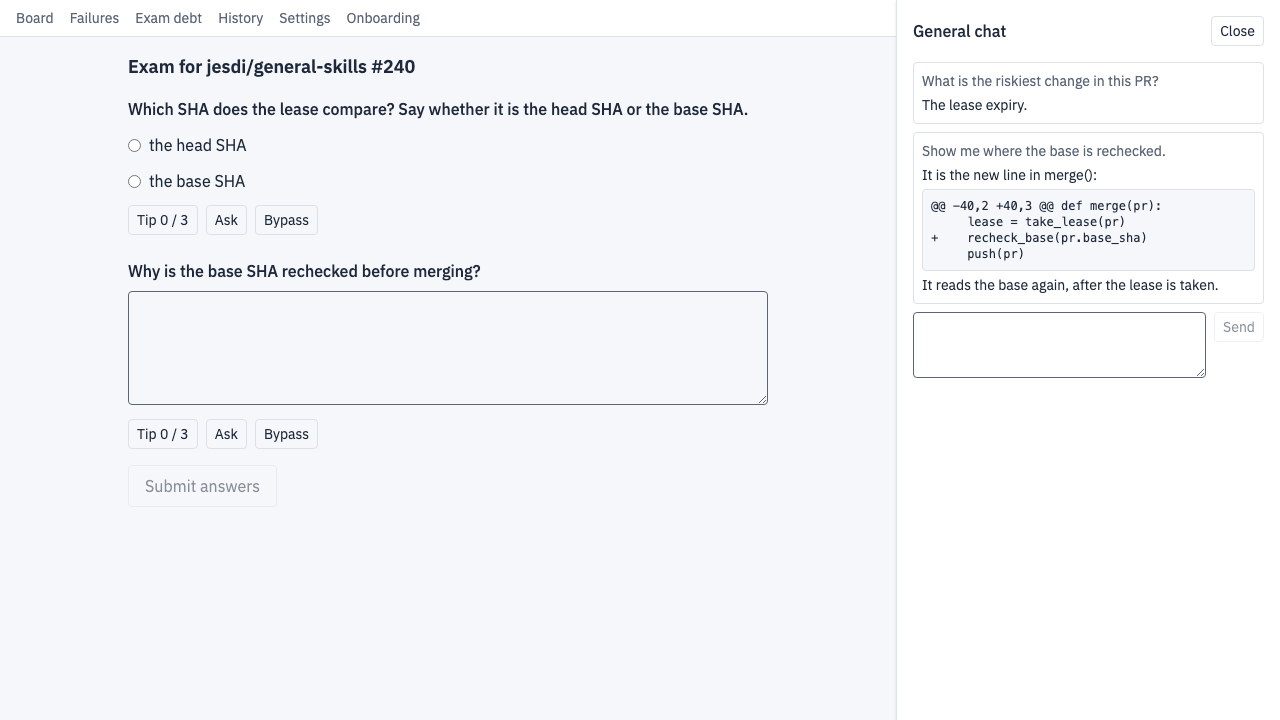 Board Failures Exam debt History Settings Onboarding
Exam for jesdi/general-skills #240
Which SHA does the lease compare? Say whether it is the head SHA or the base SHA.
the head SHA
the base SHA
Tip 0 / 3 Ask Bypass
Why is the base SHA rechecked before merging?
Tip 0 / 3 Ask Bypass
Submit answers
General chat Close
What is the riskiest change in this PR?
The lease expiry.
Show me where the base is rechecked.
It is the new line in merge():
@@ -40,2 +40,3 @@ def merge(pr):
     lease = take_lease(pr)
+    recheck_base(pr.base_sha)
     push(pr)
It reads the base again, after the lease is taken.
Send